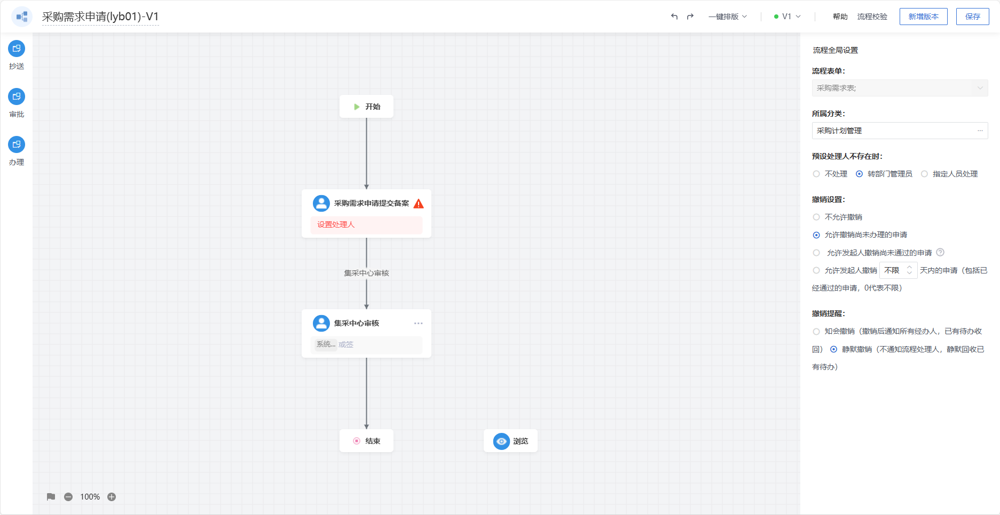 采购需求申请(lyb01)-V1
一键排版
V1
帮助
流程校验
新增版本
保存
抄送
审批
办理
开始
采购需求申请提交备案
设置处理人
集采中心审核
集采中心审核
系统... 或签
结束
浏览
100%
流程全局设置
流程表单：
采购需求表;
所属分类：
采购计划管理
预设处理人不存在时：
不处理 转部门管理员 指定人员处理
撤销设置：
不允许撤销
允许撤销尚未办理的申请
允许发起人撤销尚未通过的申请
允许发起人撤销 不限 天内的申请（包括已
经通过的申请，0代表不限）
撤销提醒：
知会撤销（撤销后通知所有经办人，已有待办收
回） 静默撤销（不通知流程处理人，静默回收已
有待办）